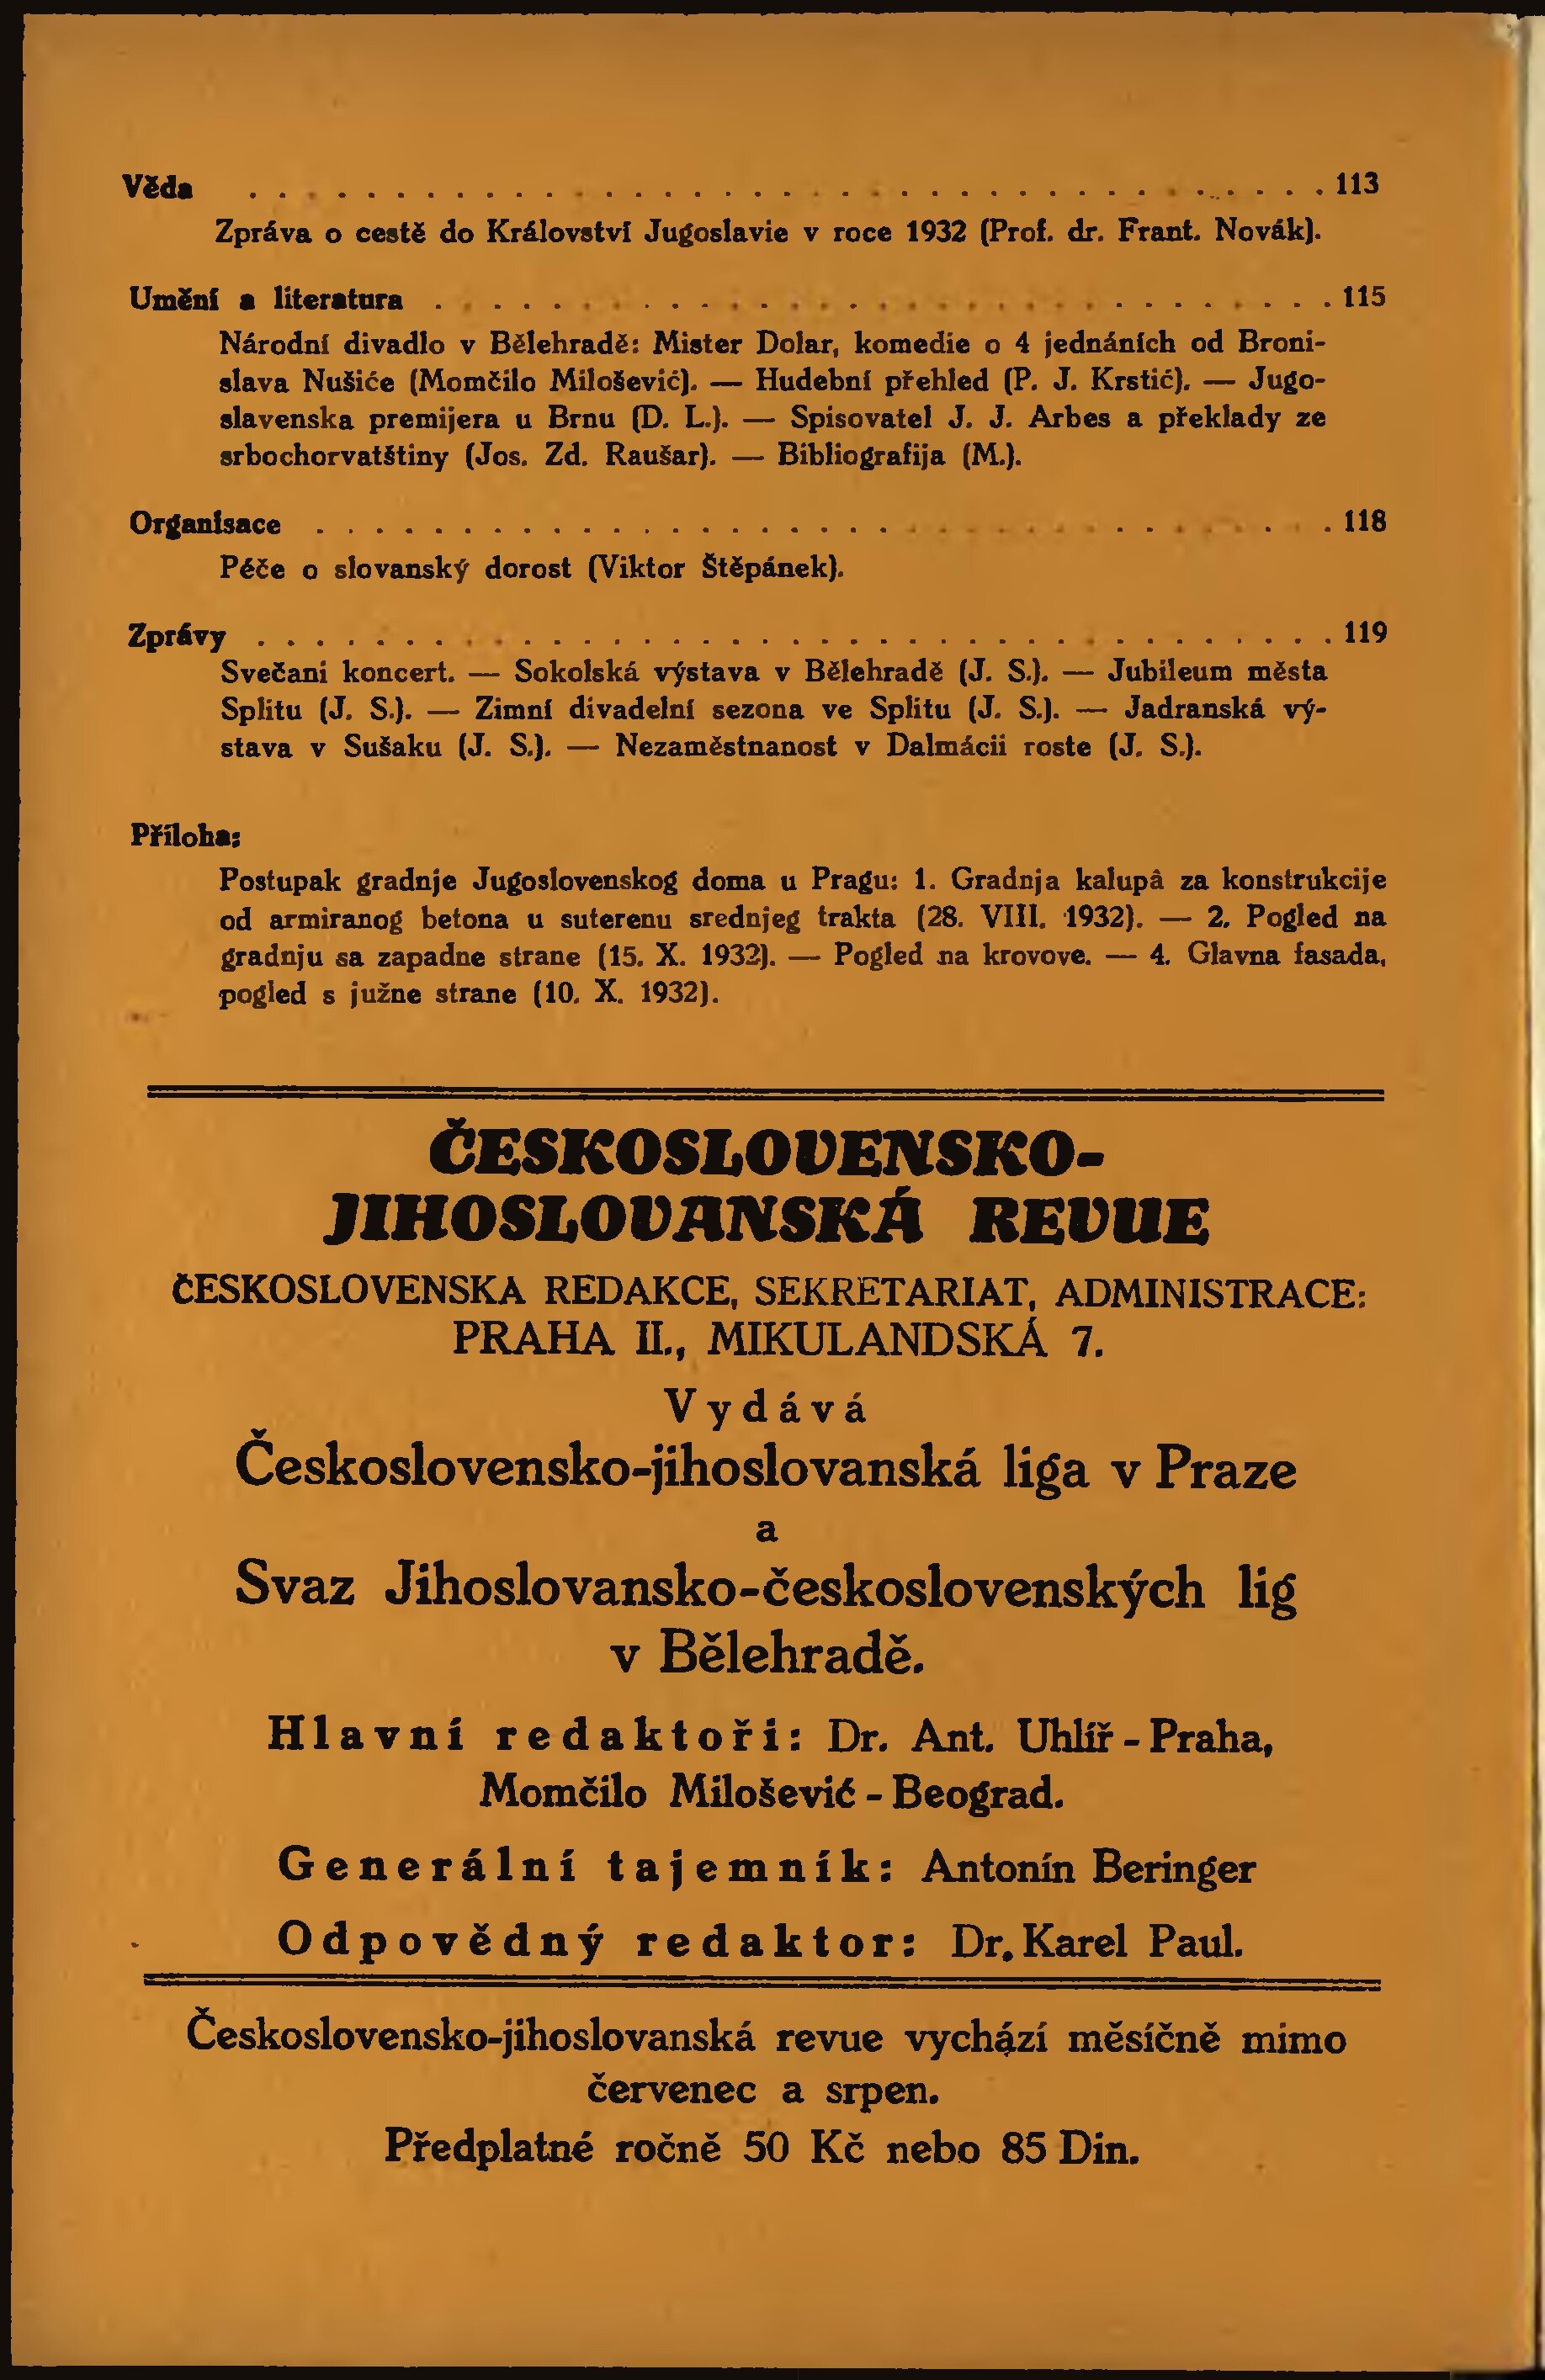 Věda . . . . . . . . . . . . . . . . . . . . . . . . . . . . . . . . . . . . . 113
Zpráva o cestě do Království Jugoslavie v roce 1932 (Prof. dr. Frant. Novák).
Umění a literatura . . . . . . . . . . . . . . . . . . . . . . . . . . . . . . . 115
Národní divadlo v Bělehradě: Mister Dolar, komedie o 4 jednáních od Broni-
slava Nušiće (Momčilo Milošević). — Hudební přehled (P. J. Krstić). — Jugo-
slavenska premijera u Brnu (D. L.). — Spisovatel J. J. Arbes a překlady ze
srbochorvatštiny (Jos. Zd. Raušar). — Bibliografija (M.).
Organisace . . . . . . . . . . . . . . . . . . . . . . . . . . . . . . . . . . . 118
Péče o slovanský dorost (Viktor Štěpánek).
Zprávy . . . . . . . . . . . . . . . . . . . . . . . . . . . . . . . . . . . . . 119
Svečani koncert. — Sokolská výstava v Bělehradě (J. S.). — Jubileum města
Splitu (J. S.). — Zimní divadelní sezona ve Splitu (J. S.). — Jadranská vý-
stava v Sušaku (J. S.). — Nezaměstnanost v Dalmácii roste (J. S.).
Příloha:
Postupak gradnje Jugoslovenskog doma u Pragu: 1. Gradnja kalupâ za konstrukcije
od armiranog betona u suterenu srednjeg trakta (28. VIII. 1932). — 2. Pogled na
gradnju sa zapadne strane (15. X. 1932). — Pogled na krovove. — 4. Glavna fasada,
pogled s južne strane (10. X. 1932).
ČESKOSLOVENSKO-
JIHOSLOVANSKÁ REVUE
ČESKOSLOVENSKA REDAKCE, SEKRETARIAT, ADMINISTRACE:
PRAHA II., MIKULANDSKÁ 7.
Vydává
Československo-jihoslovanská liga v Praze
a
Svaz Jihoslovansko-československých lig
v Bělehradě.
Hlavní redaktoři: Dr. Ant. Uhlíř - Praha,
Momčilo Milošević - Beograd.
Generální tajemník: Antonín Beringer
Odpovědný redaktor: Dr. Karel Paul.
Československo-jihoslovanská revue vychází měsíčně mimo
červenec a srpen.
Předplatné ročně 50 Kč nebo 85 Din.